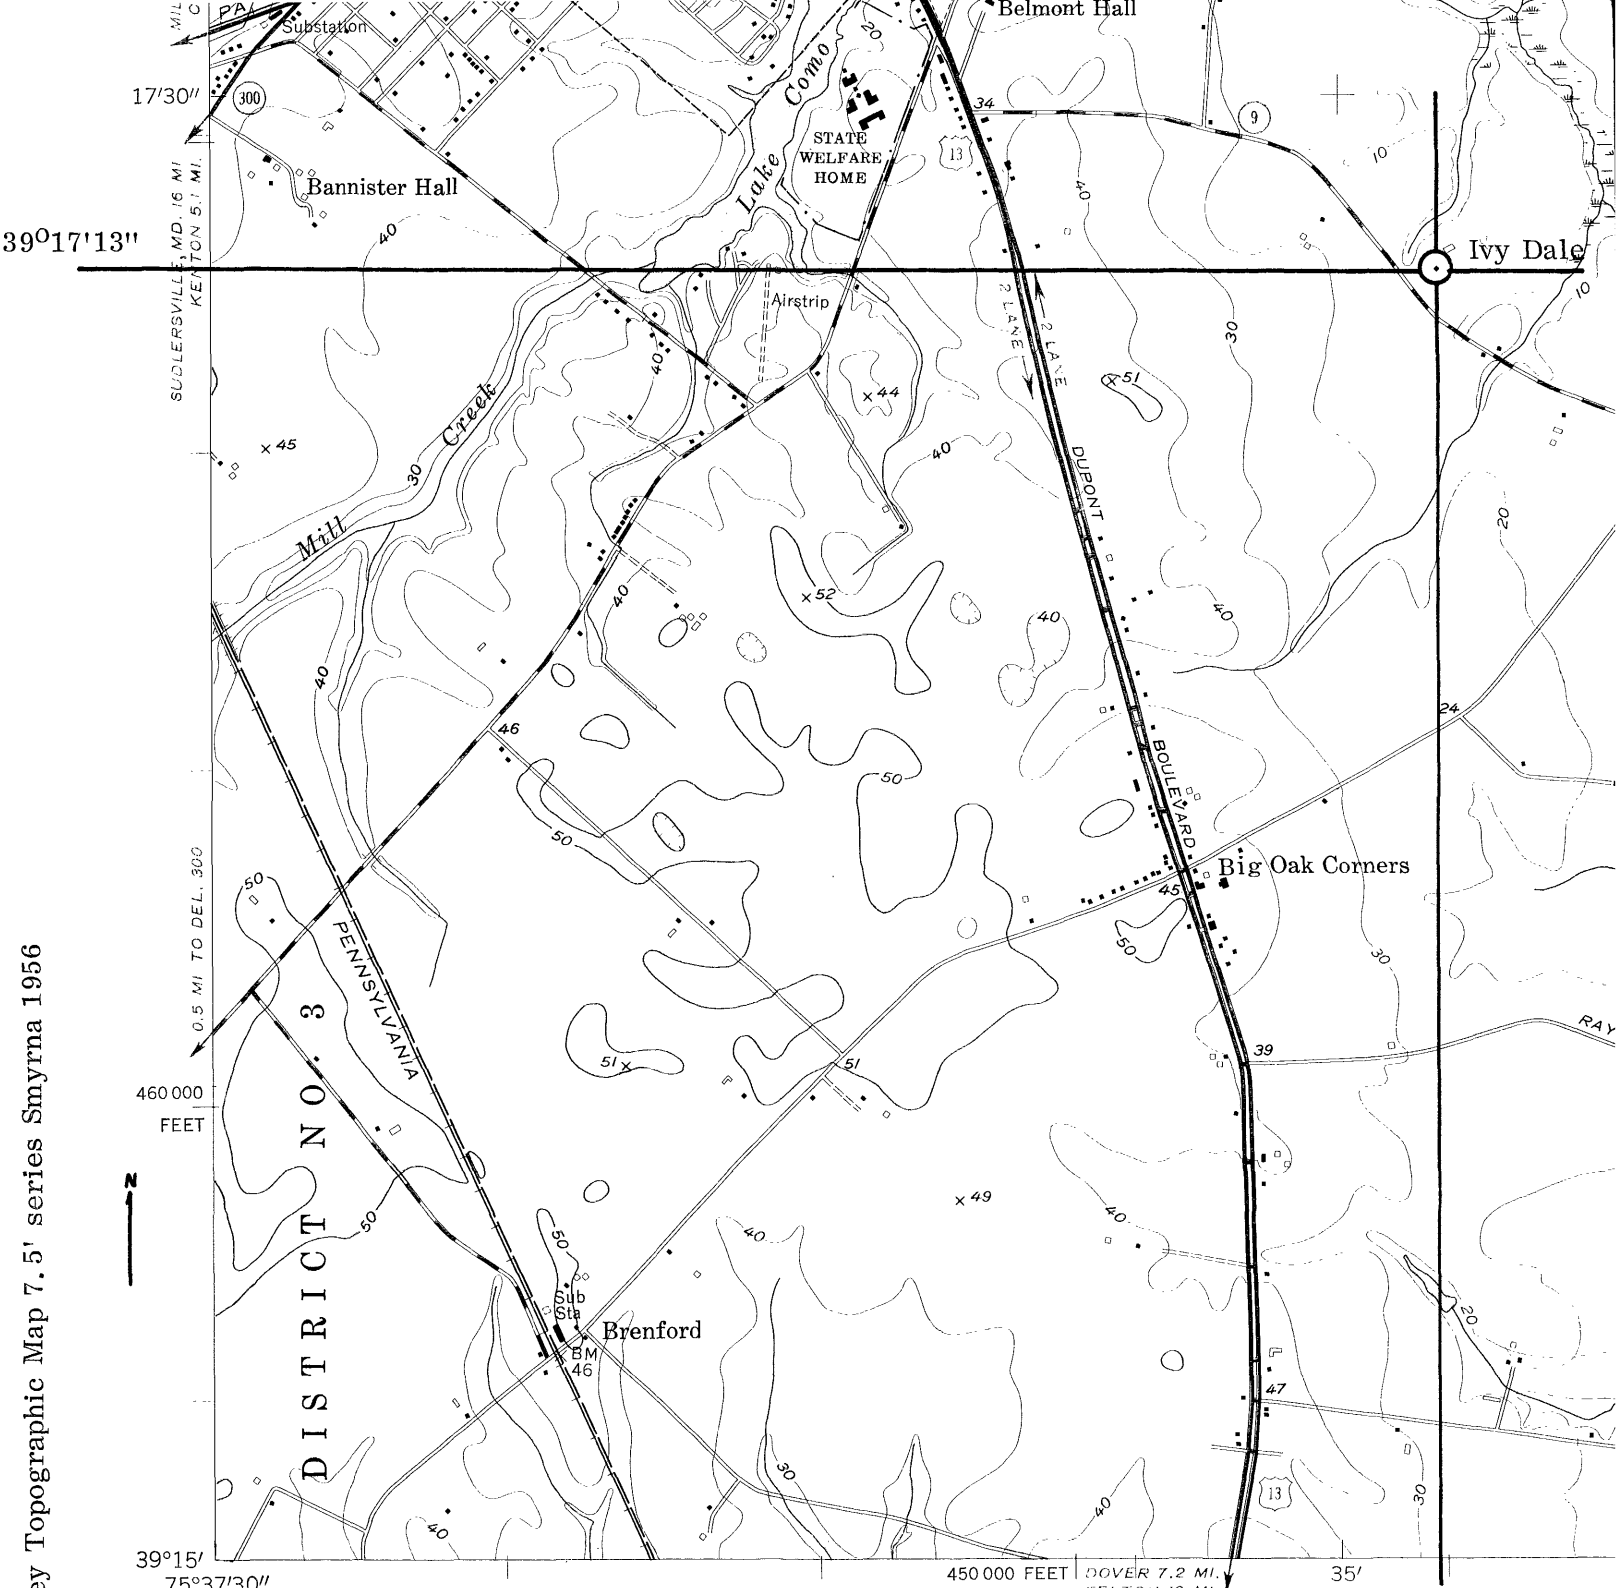 Belmont Hall
Substation
PA
Como
20
17'30"
300
34
9
STATE
WELFARE
HOME
13
10
Lake
Bannister Hall
40
40
39°17'13"
Ivy Dale
SUDLERSVILLE, MD. 16 MI
KENTON 5.1 MI.
Airstrip
2 LANE
2 LANE
10
30
40
51
44
Creek
45
40
30
DUPONT
20
Mill
52
40
40
40
40
46
24
BOULEVARD
50
50
Big Oak Corners
50
45
50
0.5 MI TO DEL. 300
PENNSYLVANIA
30
RAY
39
51
51
460 000
FEET
DISTRICT NO. 3
N
49
50
40
40
50
20
Sub
Sta
Brenford
BM
46
47
30
13
40
40
30
39°15'
75°37'30"
450 000 FEET
DOVER 7.2 MI.
35'
ey Topographic Map 7.5' series Smyrna 1956